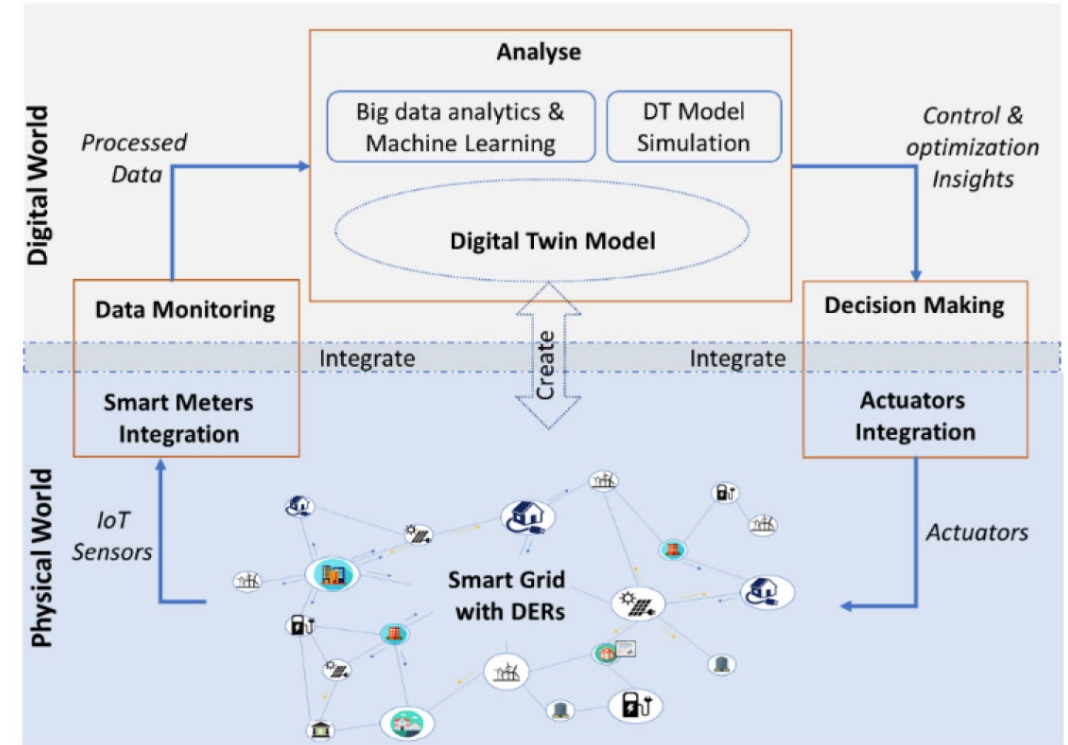 Analyse
Big data analytics &
Machine Learning
DT Model
Simulation
Digital Twin Model
Digital World
Processed
Data
Control &
optimization
Insights
Data Monitoring
Decision Making
Integrate
Create
Integrate
Smart Meters
Integration
Actuators
Integration
Physical World
IoT
Sensors
Actuators
Smart Grid
with DERs